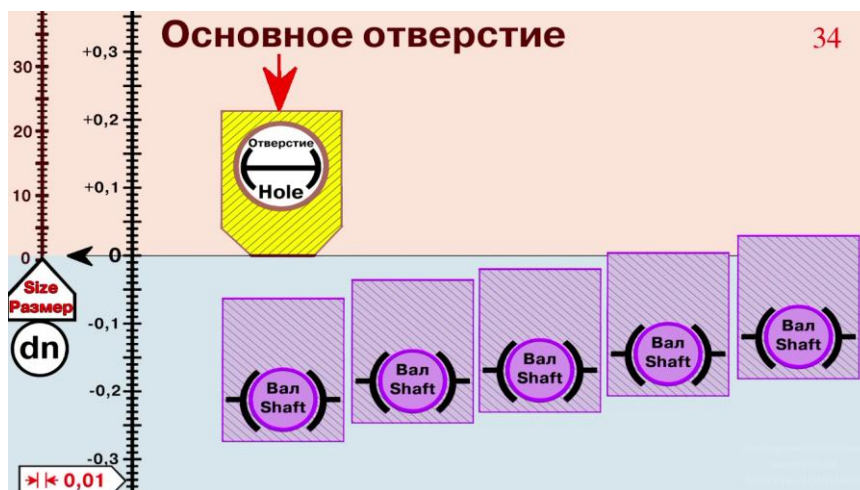 Основное отверстие
34
30
20
10
0
+0,3
+0,2
+0,1
0
-0,1
-0,2
-0,3
Отверстие
Hole
Size
Размер
dn
0,01
Вал
Shaft
Вал
Shaft
Вал
Shaft
Вал
Shaft
Вал
Shaft